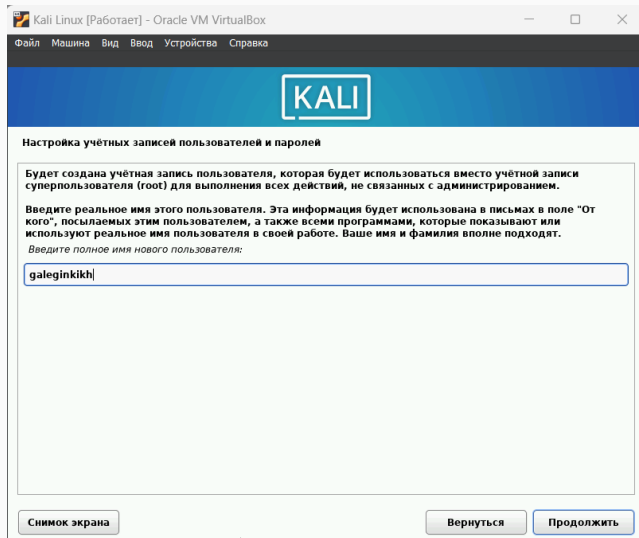 Kali Linux [Работает] - Oracle VM VirtualBox
Файл Машина Вид Ввод Устройства Справка
KALI
Настройка учётных записей пользователей и паролей
Будет создана учётная запись пользователя, которая будет использоваться вместо учётной записи
суперпользователя (root) для выполнения всех действий, не связанных с администрированием.
Введите реальное имя этого пользователя. Эта информация будет использована в письмах в поле "От
кого", посылаемых этим пользователем, а также всеми программами, которые показывают или
используют реальное имя пользователя в своей работе. Ваше имя и фамилия вполне подходят.
Введите полное имя нового пользователя:
galeginkikh
Снимок экрана Вернуться Продолжить